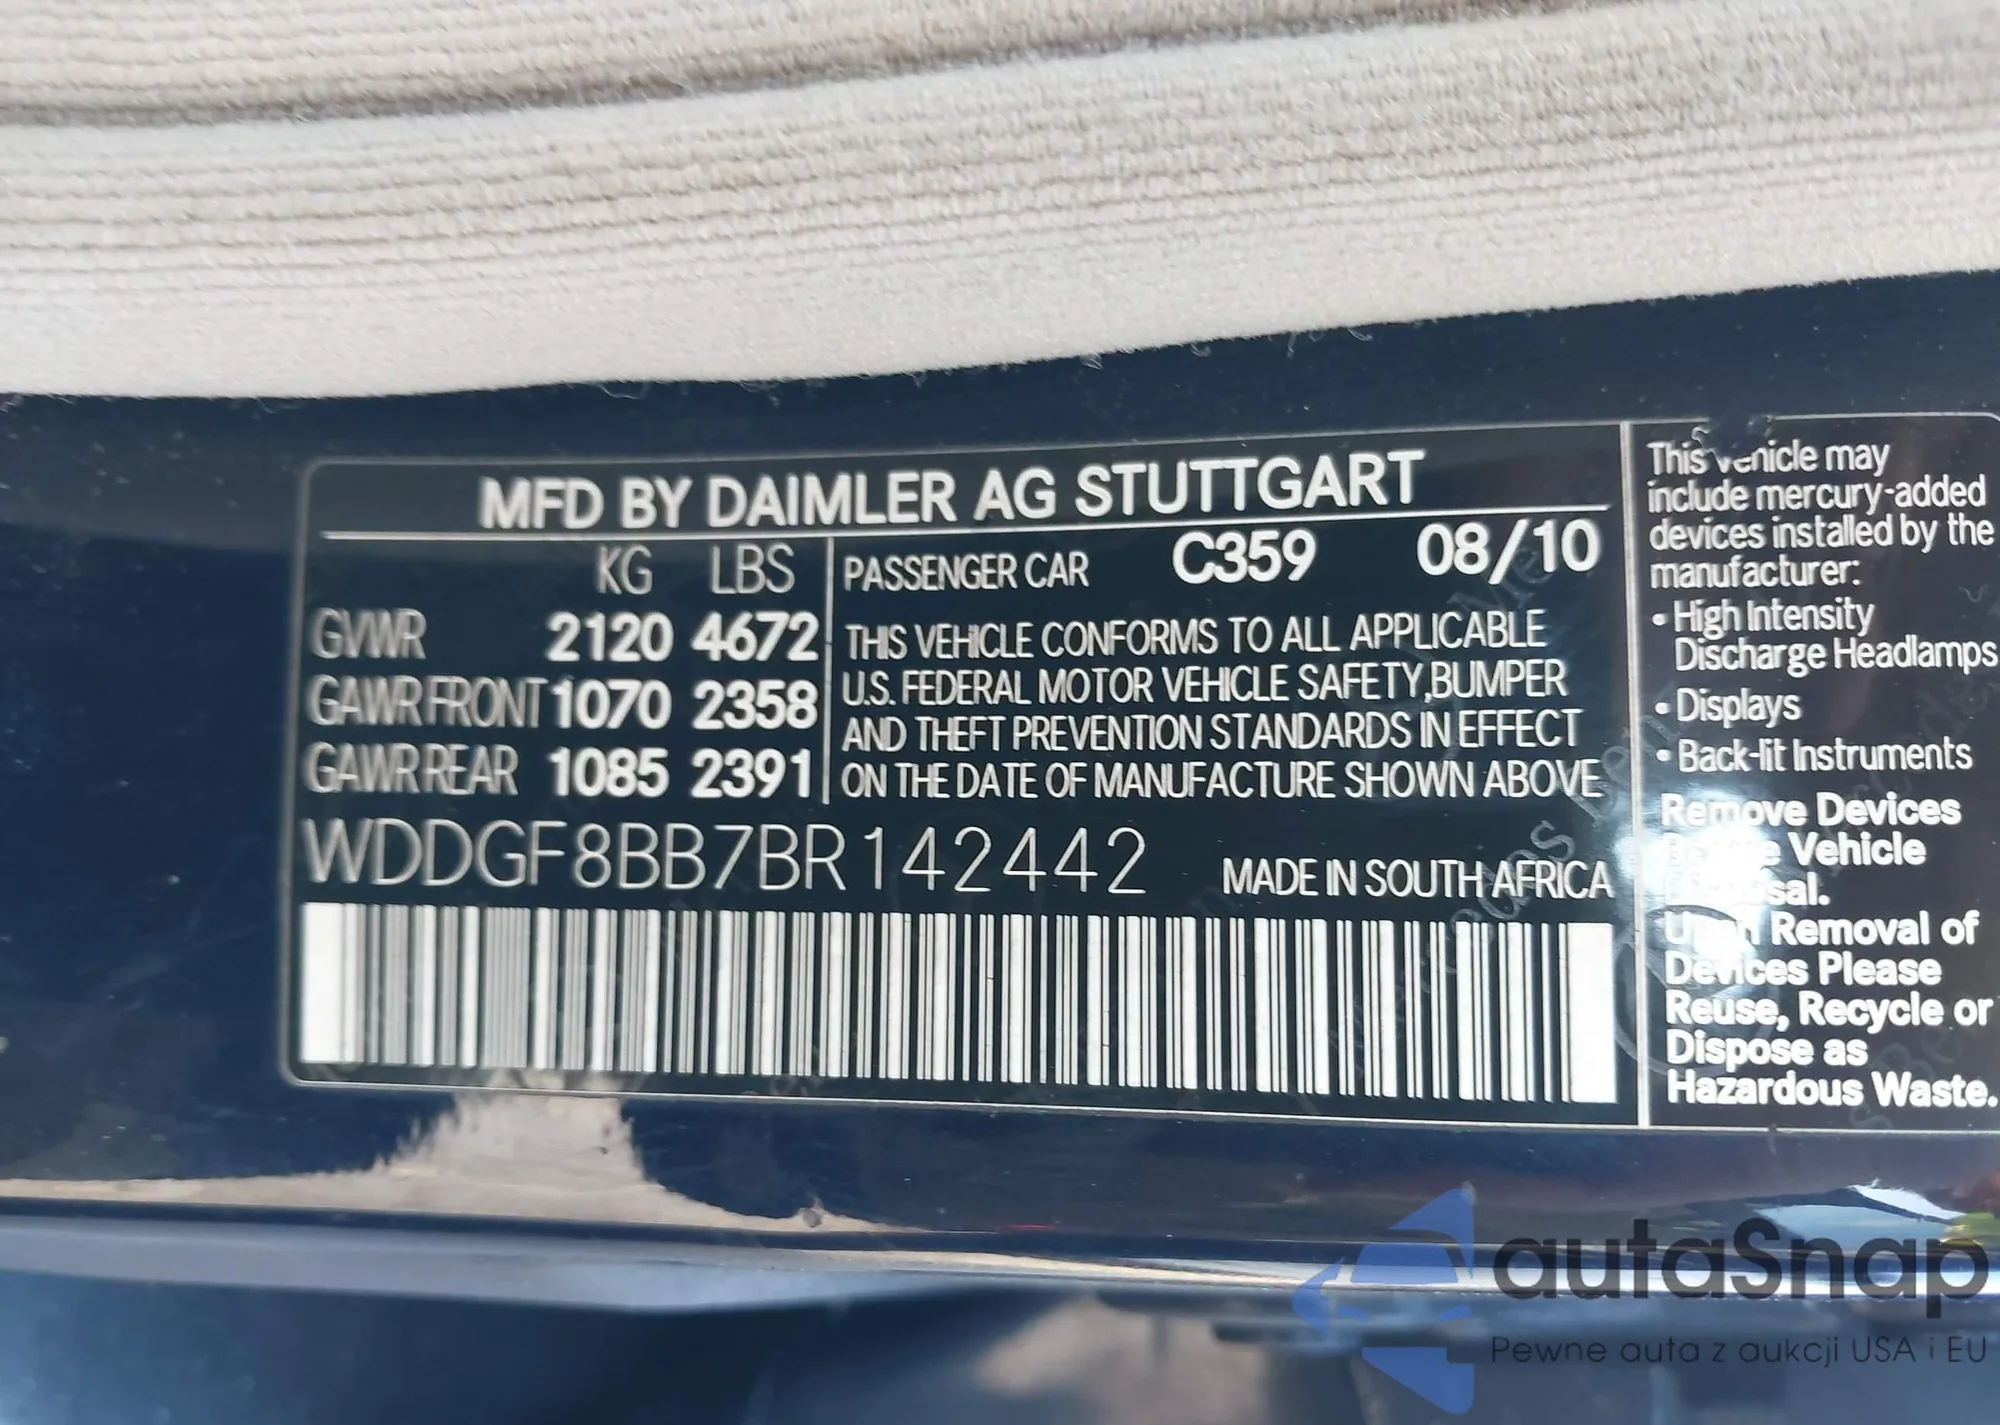 MFD BY DAIMLER AG STUTTGART
KG LBS
GVWR 2120 4672
GAWR FRONT 1070 2358
GAWR REAR 1085 2391
PASSENGER CAR C359 08/10
THIS VEHICLE CONFORMS TO ALL APPLICABLE
U.S. FEDERAL MOTOR VEHICLE SAFETY,BUMPER
AND THEFT PREVENTION STANDARDS IN EFFECT
ON THE DATE OF MANUFACTURE SHOWN ABOVE
WDDGF8BB7BR142442
MADE IN SOUTH AFRICA
This vehicle may
include mercury-added
devices installed by the
manufacturer:
• High Intensity
Discharge Headlamps
• Displays
• Back-lit Instruments
Remove Devices
Vehicle
Removal of
Devices Please
Reuse, Recycle or
Dispose as
Hazardous Waste.
autaSnap
Pewne auta z aukcji USA i EU